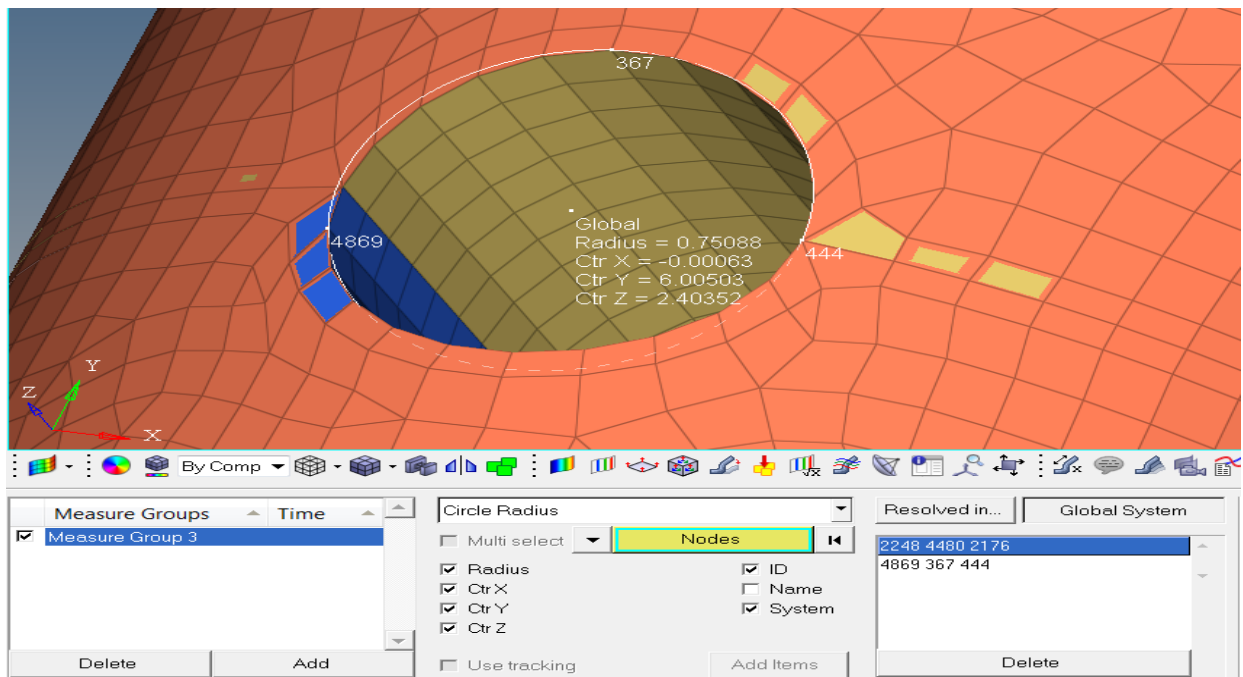 367
4869
Global
Radius = 0.75088
Ctr X = -0.00063
Ctr Y = 6.00503
Ctr Z = 2.40352
444
Y
Z
X
By Comp
Measure Groups Time
Measure Group 3
Delete Add
Circle Radius
Multi select Nodes
Radius ID
Ctr X Name
Ctr Y System
Ctr Z
Use tracking Add Items
Resolved in... Global System
2248 4480 2176
4869 367 444
Delete